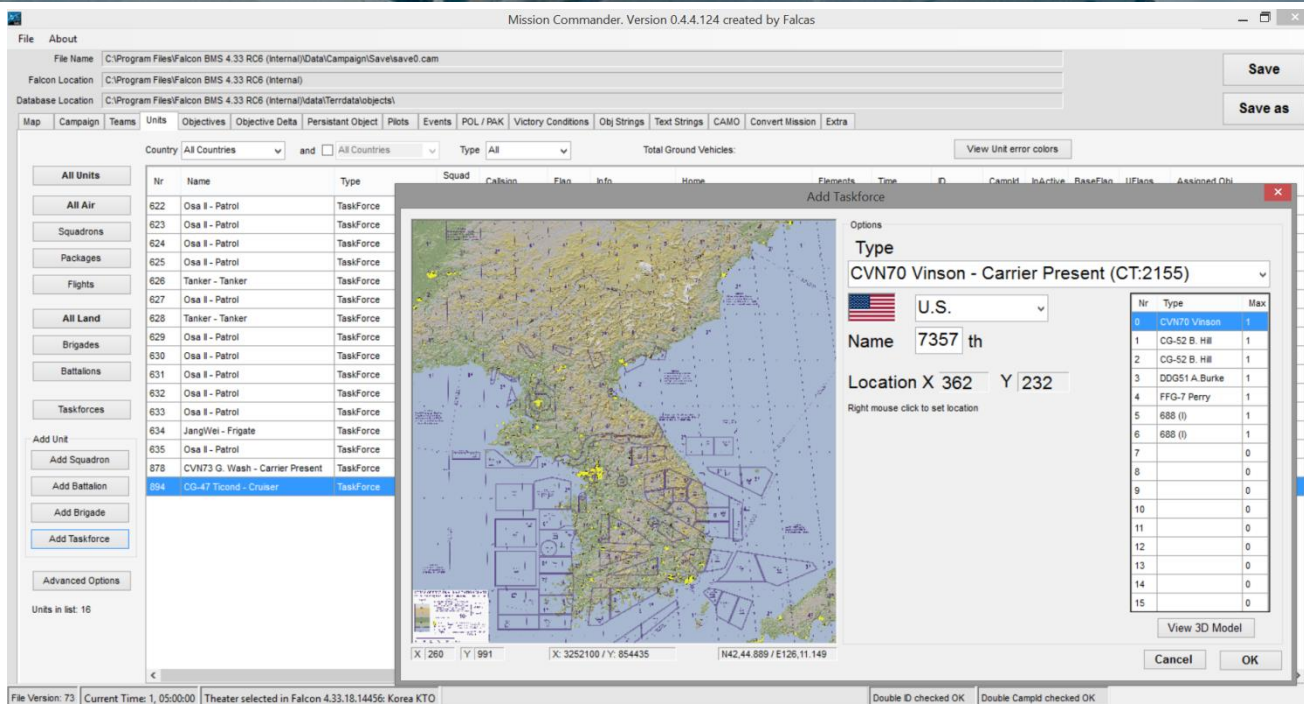 Mission Commander. Version 0.4.4.124 created by Falcas
File About
File Name C:\Program Files\Falcon BMS 4.33 RC6 (Internal)\Data\Campaign\Save\save0.cam
Save
Falcon Location C:\Program Files\Falcon BMS 4.33 RC6 (Internal)
Database Location C:\Program Files\Falcon BMS 4.33 RC6 (Internal)\data\Terrdata\objects\
Save as
Map Campaign Teams Units Objectives Objective Delta Persistant Object Pilots Events POL / PAK Victory Conditions Obj Strings Text Strings CAMO Convert Mission Extra
Country All Countries and All Countries Type All Total Ground Vehicles: View Unit error colors
All Units
All Air
Squadrons
Packages
Flights
All Land
Brigades
Battalions
Taskforces
Add Unit
Add Squadron
Add Battalion
Add Brigade
Add Taskforce
Advanced Options
Units in list: 16
Nr Name Type Squad Callsign Flag Info Home Elements Time ID CampId InActive BaseFlag UFlags Assigned Obj
622 Osa II - Patrol TaskForce
623 Osa II - Patrol TaskForce
624 Osa II - Patrol TaskForce
625 Osa II - Patrol TaskForce
626 Tanker - Tanker TaskForce
627 Osa II - Patrol TaskForce
628 Tanker - Tanker TaskForce
629 Osa II - Patrol TaskForce
630 Osa II - Patrol TaskForce
631 Osa II - Patrol TaskForce
632 Osa II - Patrol TaskForce
633 Osa II - Patrol TaskForce
634 JangWei - Frigate TaskForce
635 Osa II - Patrol TaskForce
878 CVN73 G. Wash - Carrier Present TaskForce
894 CG-47 Ticond - Cruiser TaskForce
Add Taskforce
Options
Type
CVN70 Vinson - Carrier Present (CT:2155)
U.S.
Name 7357 th
Location X 362 Y 232
Right mouse click to set location
Nr Type Max
0 CVN70 Vinson 1
1 CG-52 B. Hill 1
2 CG-52 B. Hill 1
3 DDG51 A.Burke 1
4 FFG-7 Perry 1
5 688 (I) 1
6 688 (I) 1
7 0
8 0
9 0
10 0
11 0
12 0
13 0
14 0
15 0
View 3D Model
X 260 Y 991 X: 3252100 / Y: 854435 N42,44.889 / E126,11.149
Cancel OK
File Version: 73 Current Time: 1, 05:00:00 Theater selected in Falcon 4.33.18.14456: Korea KTO Double ID checked OK Double CampId checked OK